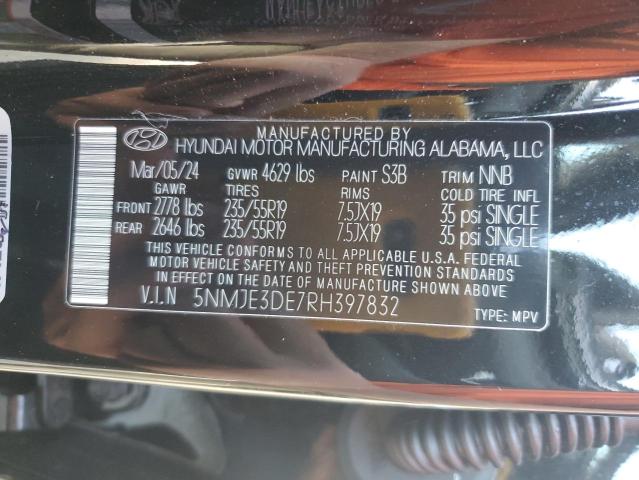 MANUFACTURED BY
HYUNDAI MOTOR MANUFACTURING ALABAMA, LLC
Mar/05/24 GVWR 4629 lbs PAINT S3B TRIM NNB
GAWR TIRES RIMS COLD TIRE INFL
FRONT 2778 lbs 235/55R19 7.5JX19 35 psi SINGLE
REAR 2646 lbs 235/55R19 7.5JX19 35 psi SINGLE
THIS VEHICLE CONFORMS TO ALL APPLICABLE U.S.A. FEDERAL
MOTOR VEHICLE SAFETY AND THEFT PREVENTION STANDARDS
IN EFFECT ON THE DATE OF MANUFACTURE SHOWN ABOVE.
V.I.N 5NMJE3DE7RH397832
TYPE: MPV